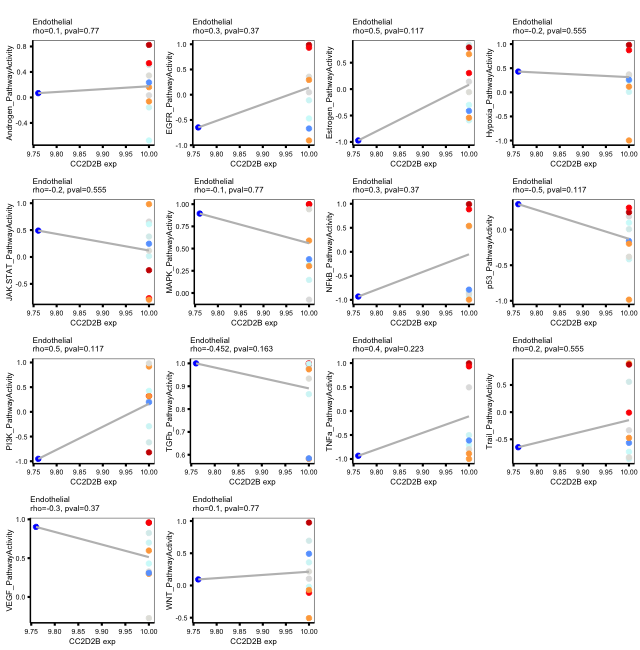 Endothelial
rho=0.1, pval=0.77
Androgen_PathwayActivity
0.8
0.4
0.0
-0.4
9.75 9.80 9.85 9.90 9.95 10.00
CC2D2B exp
Endothelial
rho=0.3, pval=0.37
EGFR_PathwayActivity
1.0
0.5
0.0
-0.5
-1.0
9.75 9.80 9.85 9.90 9.95 10.00
CC2D2B exp
Endothelial
rho=0.5, pval=0.117
Estrogen_PathwayActivity
0.5
0.0
-0.5
-1.0
9.75 9.80 9.85 9.90 9.95 10.00
CC2D2B exp
Endothelial
rho=-0.2, pval=0.555
Hypoxia_PathwayActivity
1.0
0.5
0.0
-0.5
-1.0
9.75 9.80 9.85 9.90 9.95 10.00
CC2D2B exp
Endothelial
rho=-0.2, pval=0.555
JAK-STAT_PathwayActivity
1.0
0.5
0.0
-0.5
9.75 9.80 9.85 9.90 9.95 10.00
CC2D2B exp
Endothelial
rho=-0.1, pval=0.77
MAPK_PathwayActivity
1.00
0.75
0.50
0.25
0.00
9.75 9.80 9.85 9.90 9.95 10.00
CC2D2B exp
Endothelial
rho=0.3, pval=0.37
NFkB_PathwayActivity
1.0
0.5
0.0
-0.5
-1.0
9.75 9.80 9.85 9.90 9.95 10.00
CC2D2B exp
Endothelial
rho=-0.5, pval=0.117
p53_PathwayActivity
0.0
-0.5
-1.0
9.75 9.80 9.85 9.90 9.95 10.00
CC2D2B exp
Endothelial
rho=0.5, pval=0.117
PI3K_PathwayActivity
1.0
0.5
0.0
-0.5
-1.0
9.75 9.80 9.85 9.90 9.95 10.00
CC2D2B exp
Endothelial
rho=-0.452, pval=0.163
TGFb_PathwayActivity
1.0
0.9
0.8
0.7
0.6
9.75 9.80 9.85 9.90 9.95 10.00
CC2D2B exp
Endothelial
rho=0.4, pval=0.223
TNFa_PathwayActivity
1.0
0.5
0.0
-0.5
-1.0
9.75 9.80 9.85 9.90 9.95 10.00
CC2D2B exp
Endothelial
rho=0.2, pval=0.555
Trail_PathwayActivity
0.5
0.0
-0.5
9.75 9.80 9.85 9.90 9.95 10.00
CC2D2B exp
Endothelial
rho=-0.3, pval=0.37
VEGF_PathwayActivity
1.0
0.5
0.0
9.75 9.80 9.85 9.90 9.95 10.00
CC2D2B exp
Endothelial
rho=0.1, pval=0.77
WNT_PathwayActivity
1.0
0.5
0.0
-0.5
9.75 9.80 9.85 9.90 9.95 10.00
CC2D2B exp